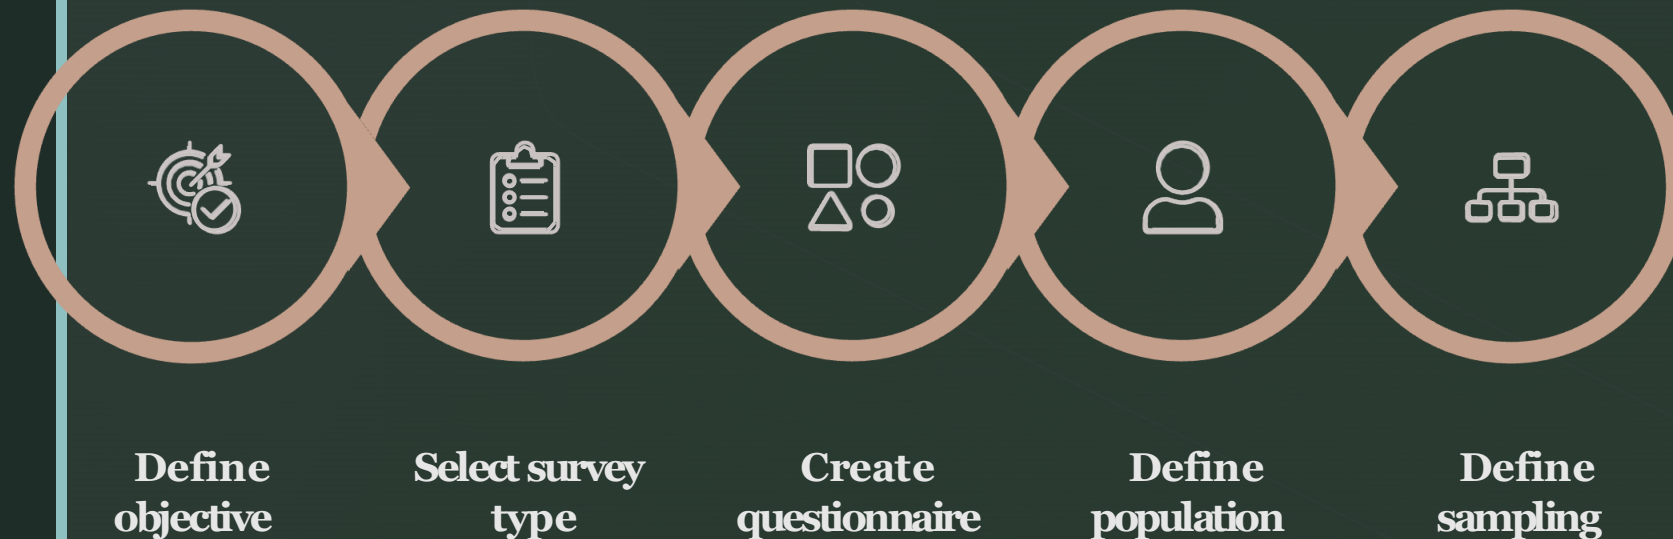 Define
objective
Select survey
type
Create
questionnaire
Define
population
Define
sampling